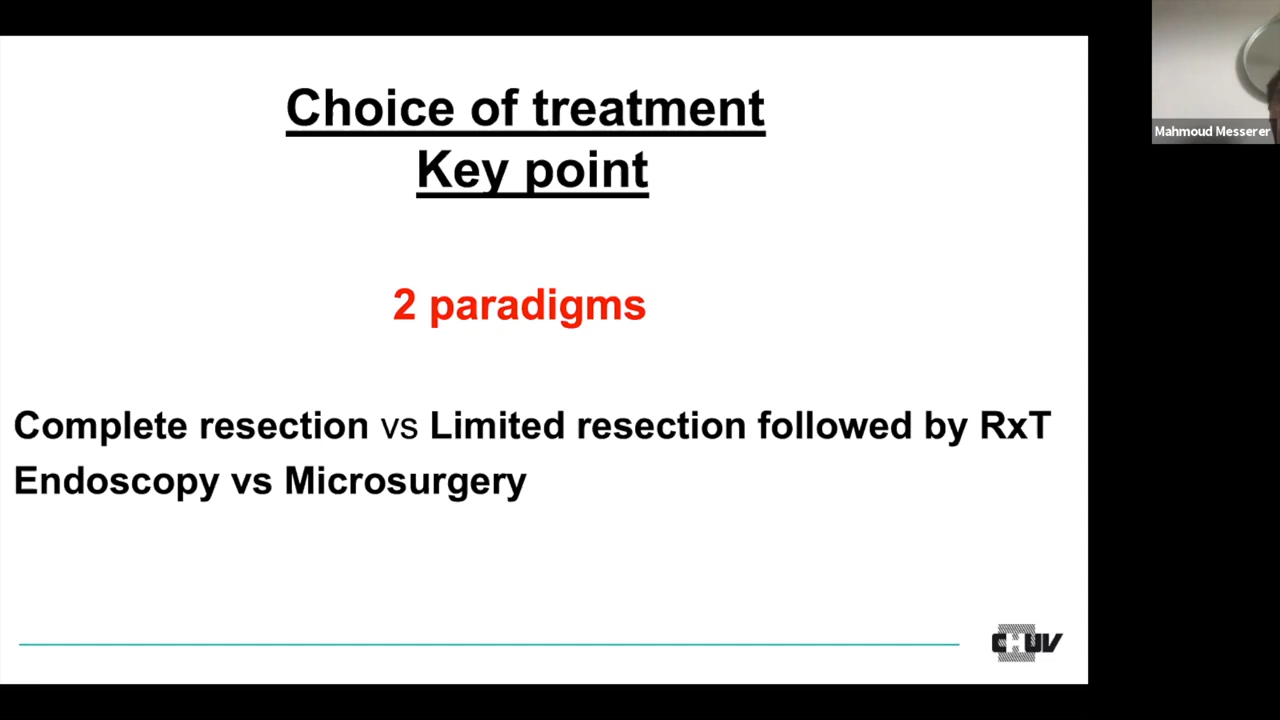 Choice of treatment
Key point
2 paradigms
Complete resection vs Limited resection followed by RxT
Endoscopy vs Microsurgery
CHUV
Mahmoud Messerer